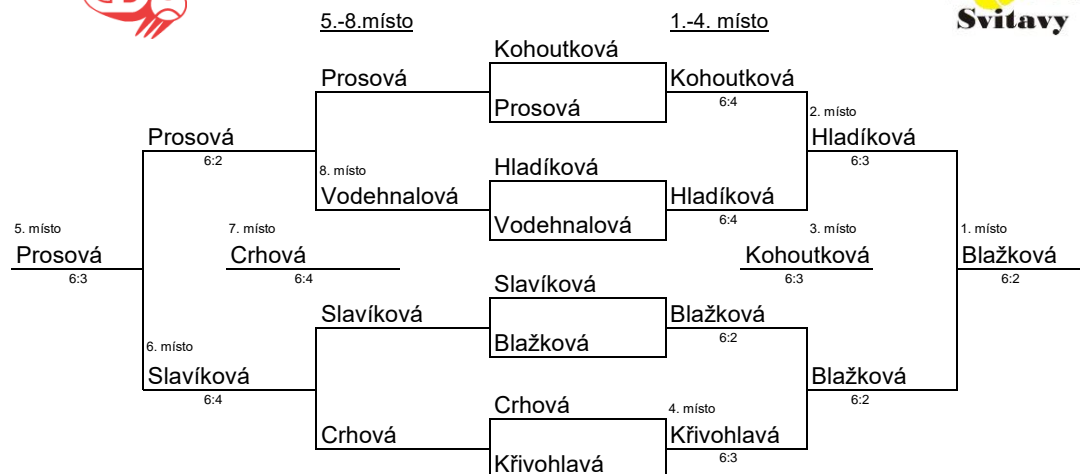 5.-8.místo 1.-4. místo
Svitavy
Kohoutková
Prosová Kohoutková
6:4
Prosová
2. místo
Prosová Hladíková
6:2 6:3
8. místo Hladíková
Vodehnalová Hladíková
6:4
Vodehnalová
5. místo 7. místo 3. místo 1. místo
Prosová Crhová Kohoutková Blažková
6:3 6:4 6:3 6:2
Slavíková
Slavíková Blažková
6:2
Blažková
6. místo
Slavíková Blažková
6:4 6:2
Crhová 4. místo
Crhová Křivohlavá
6:3
Křivohlavá